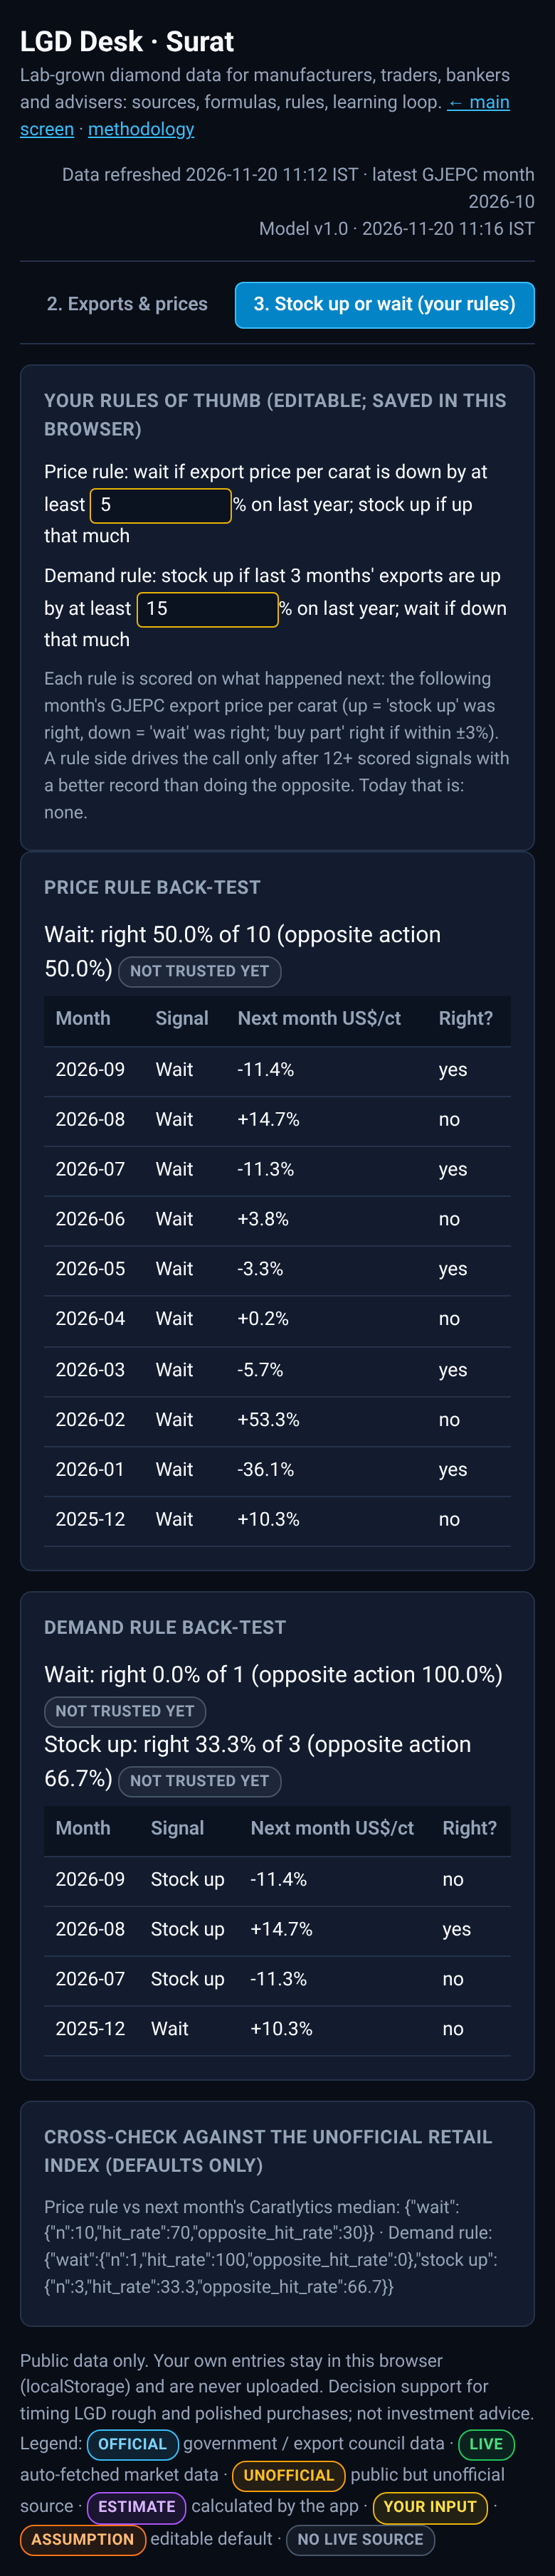 LGD Desk · Surat
Lab-grown diamond data for manufacturers, traders, bankers
and advisers: sources, formulas, rules, learning loop. ← main
screen · methodology
Data refreshed 2026-11-20 11:12 IST · latest GJEPC month
2026-10
Model v1.0 · 2026-11-20 11:16 IST
2. Exports & prices
3. Stock up or wait (your rules)
YOUR RULES OF THUMB (EDITABLE; SAVED IN THIS
BROWSER)
Price rule: wait if export price per carat is down by at
least 5 % on last year; stock up if up
that much
Demand rule: stock up if last 3 months' exports are up
by at least 15 % on last year; wait if down
that much
Each rule is scored on what happened next: the following
month's GJEPC export price per carat (up = 'stock up' was
right, down = 'wait' was right; 'buy part' right if within ±3%).
A rule side drives the call only after 12+ scored signals with
a better record than doing the opposite. Today that is:
none.
PRICE RULE BACK-TEST
Wait: right 50.0% of 10 (opposite action
50.0%) NOT TRUSTED YET
Month Signal Next month US$/ct Right?
2026-09 Wait -11.4% yes
2026-08 Wait +14.7% no
2026-07 Wait -11.3% yes
2026-06 Wait +3.8% no
2026-05 Wait -3.3% yes
2026-04 Wait +0.2% no
2026-03 Wait -5.7% yes
2026-02 Wait +53.3% no
2026-01 Wait -36.1% yes
2025-12 Wait +10.3% no
DEMAND RULE BACK-TEST
Wait: right 0.0% of 1 (opposite action 100.0%)
NOT TRUSTED YET
Stock up: right 33.3% of 3 (opposite action
66.7%) NOT TRUSTED YET
Month Signal Next month US$/ct Right?
2026-09 Stock up -11.4% no
2026-08 Stock up +14.7% yes
2026-07 Stock up -11.3% no
2025-12 Wait +10.3% no
CROSS-CHECK AGAINST THE UNOFFICIAL RETAIL
INDEX (DEFAULTS ONLY)
Price rule vs next month's Caratlytics median: {"wait":
{"n":10,"hit_rate":70,"opposite_hit_rate":30}} · Demand rule:
{"wait":{"n":1,"hit_rate":100,"opposite_hit_rate":0},"stock up":
{"n":3,"hit_rate":33.3,"opposite_hit_rate":66.7}}
Public data only. Your own entries stay in this browser
(localStorage) and are never uploaded. Decision support for
timing LGD rough and polished purchases; not investment advice.
Legend: OFFICIAL government / export council data · LIVE
auto-fetched market data · UNOFFICIAL public but unofficial
source · ESTIMATE calculated by the app · YOUR INPUT ·
ASSUMPTION editable default · NO LIVE SOURCE